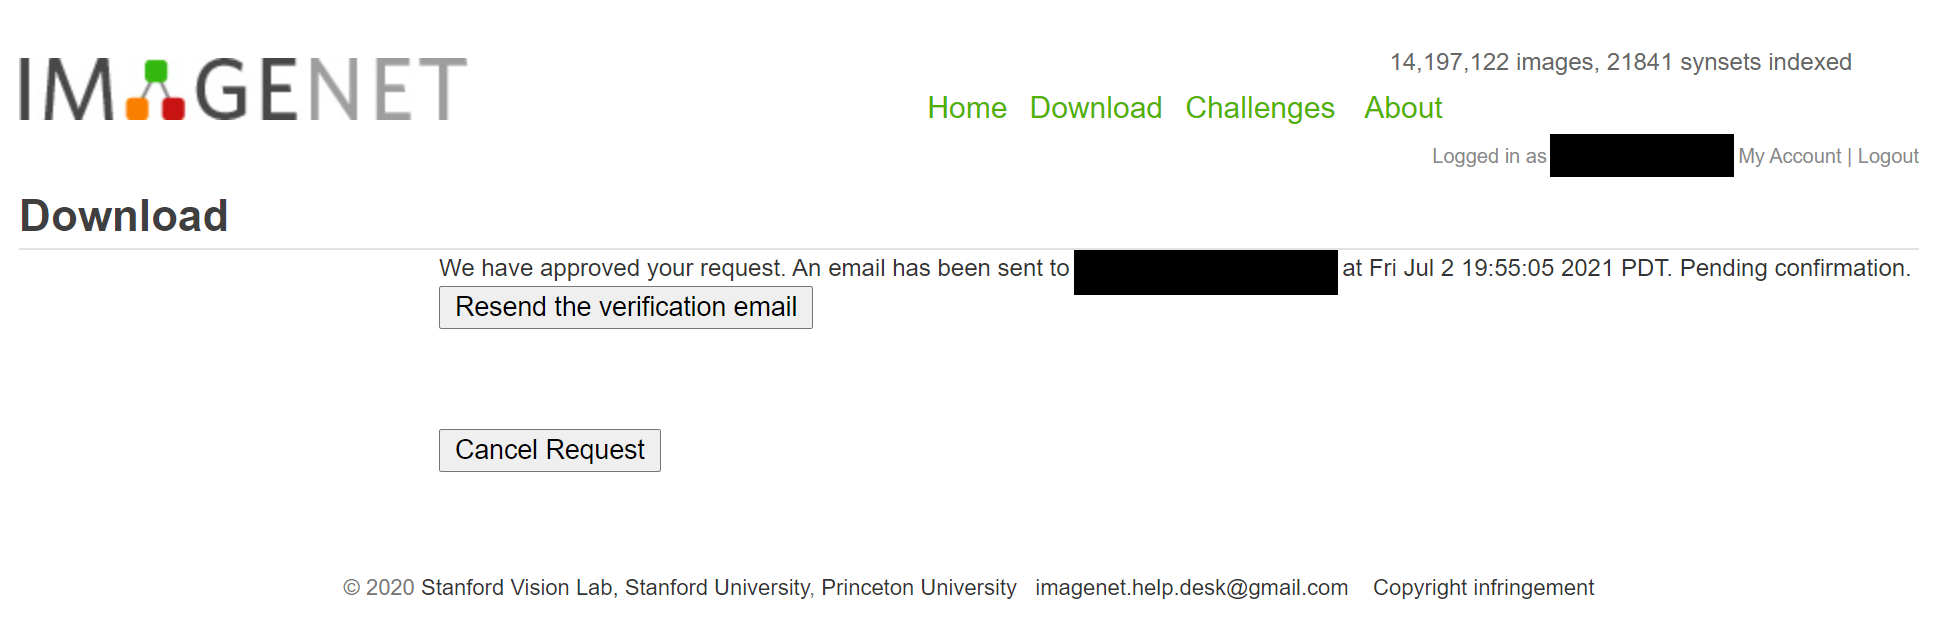 IMAGENET
14,197,122 images, 21841 synsets indexed
Home Download Challenges About
Logged in as My Account | Logout
Download
We have approved your request. An email has been sent to at Fri Jul 2 19:55:05 2021 PDT. Pending confirmation.
Resend the verification email
Cancel Request
© 2020 Stanford Vision Lab, Stanford University, Princeton University imagenet.help.desk@gmail.com Copyright infringement